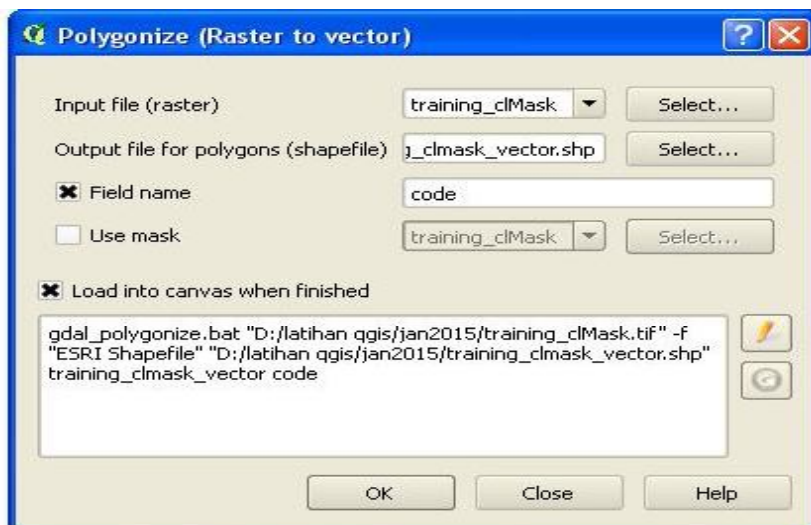 Polygonize (Raster to vector)
Input file (raster) training_clMask Select...
Output file for polygons (shapefile) _clmask_vector.shp Select...
Field name code
Use mask training_clMask Select...
Load into canvas when finished
gdal_polygonize.bat "D:/latihan qgis/jan2015/training_clMask.tif" -f
"ESRI Shapefile" "D:/latihan qgis/jan2015/training_clmask_vector.shp"
training_clmask_vector code
OK Close Help